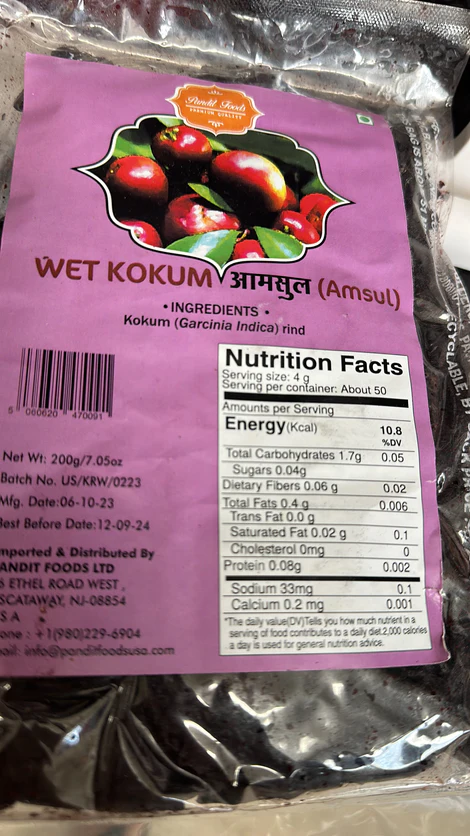 Pandit Foods
PREMIUM QUALITY
WET KOKUM आमसुल (Amsul)
• INGREDIENTS •
Kokum (Garcinia Indica) rind
5 060620 470091
Net Wt: 200g/7.05oz
Batch No. US/KRW/0223
Mfg. Date:06-10-23
Best Before Date:12-09-24
mported & Distributed By
ANDIT FOODS LTD
6 ETHEL ROAD WEST ,
SCATAWAY, NJ-08854
S A
one : +1(980)229-6904
ail: info@panditfoodsusa.com
Nutrition Facts
Serving size: 4 g
Serving per container: About 50
Amounts per Serving
Energy(Kcal) 10.8
%DV
Total Carbohydrates 1.7g 0.05
Sugars 0.04g
Dietary Fibers 0.06 g 0.02
Total Fats 0.4 g 0.006
Trans Fat 0.0 g
Saturated Fat 0.02 g 0.1
Cholesterol 0mg 0
Protein 0.08g 0.002
Sodium 33mg 0.1
Calcium 0.2 mg 0.001
*The daily value(DV)Tells you how much nutrient in a
serving of food contributes to a daily diet.2,000 calories
a day is used for general nutrition advice.